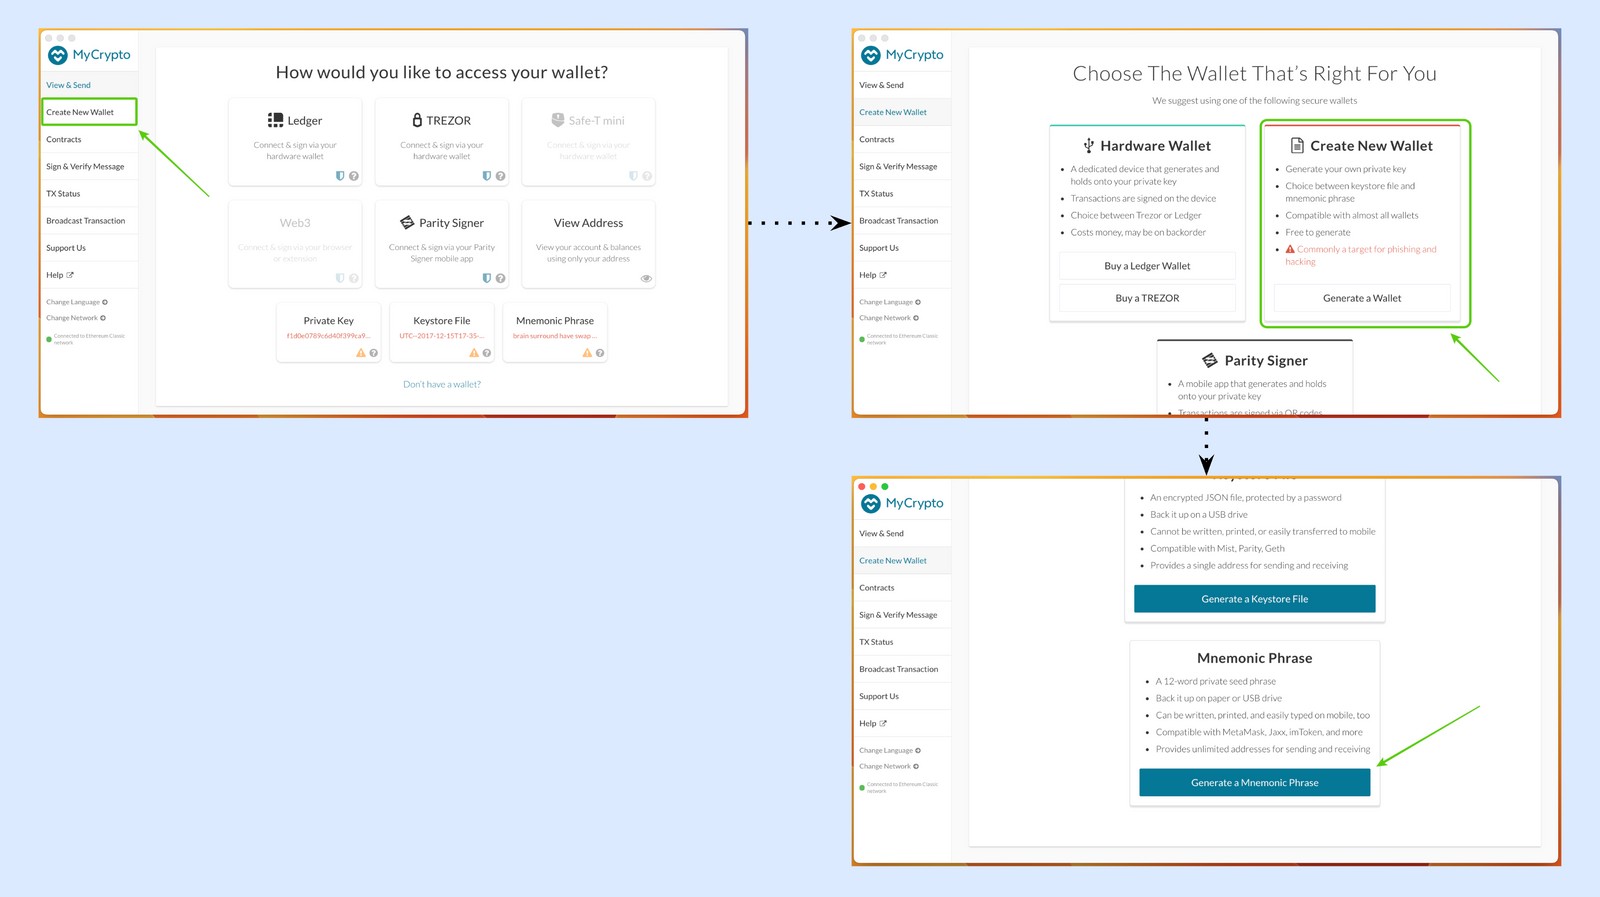 MyCrypto
View & Send
Create New Wallet
Contracts
Sign & Verify Message
TX Status
Broadcast Transaction
Support Us
Help
Change Language
Change Network
Connected to Ethereum Classic
network
How would you like to access your wallet?
Ledger
Connect & sign via your
hardware wallet
TREZOR
Connect & sign via your
hardware wallet
Safe-T mini
Connect & sign via your
hardware wallet
Web3
Connect & sign via your browser
or extension
Parity Signer
Connect & sign via your Parity
Signer mobile app
View Address
View your account & balances
using only your address
Private Key
f1d0e0789c6d40f399ca9...
Keystore File
UTC--2017-12-15T17-35-...
Mnemonic Phrase
brain surround have swap ...
Don't have a wallet?
MyCrypto
View & Send
Create New Wallet
Contracts
Sign & Verify Message
TX Status
Broadcast Transaction
Support Us
Help
Change Language
Change Network
Connected to Ethereum Classic
network
Choose The Wallet That's Right For You
We suggest using one of the following secure wallets
Hardware Wallet
• A dedicated device that generates and
holds onto your private key
• Transactions are signed on the device
• Choice between Trezor or Ledger
• Costs money, may be on backorder
Buy a Ledger Wallet
Buy a TREZOR
Create New Wallet
• Generate your own private key
• Choice between keystore file and
mnemonic phrase
• Compatible with almost all wallets
• Free to generate
• Commonly a target for phishing and
hacking
Generate a Wallet
Parity Signer
• A mobile app that generates and holds
onto your private key
• Transactions are signed via QR codes
MyCrypto
View & Send
Create New Wallet
Contracts
Sign & Verify Message
TX Status
Broadcast Transaction
Support Us
Help
Change Language
Change Network
Connected to Ethereum Classic
network
• An encrypted JSON file, protected by a password
• Back it up on a USB drive
• Cannot be written, printed, or easily transferred to mobile
• Compatible with Mist, Parity, Geth
• Provides a single address for sending and receiving
Generate a Keystore File
Mnemonic Phrase
• A 12-word private seed phrase
• Back it up on paper or USB drive
• Can be written, printed, and easily typed on mobile, too
• Compatible with MetaMask, Jaxx, imToken, and more
• Provides unlimited addresses for sending and receiving
Generate a Mnemonic Phrase